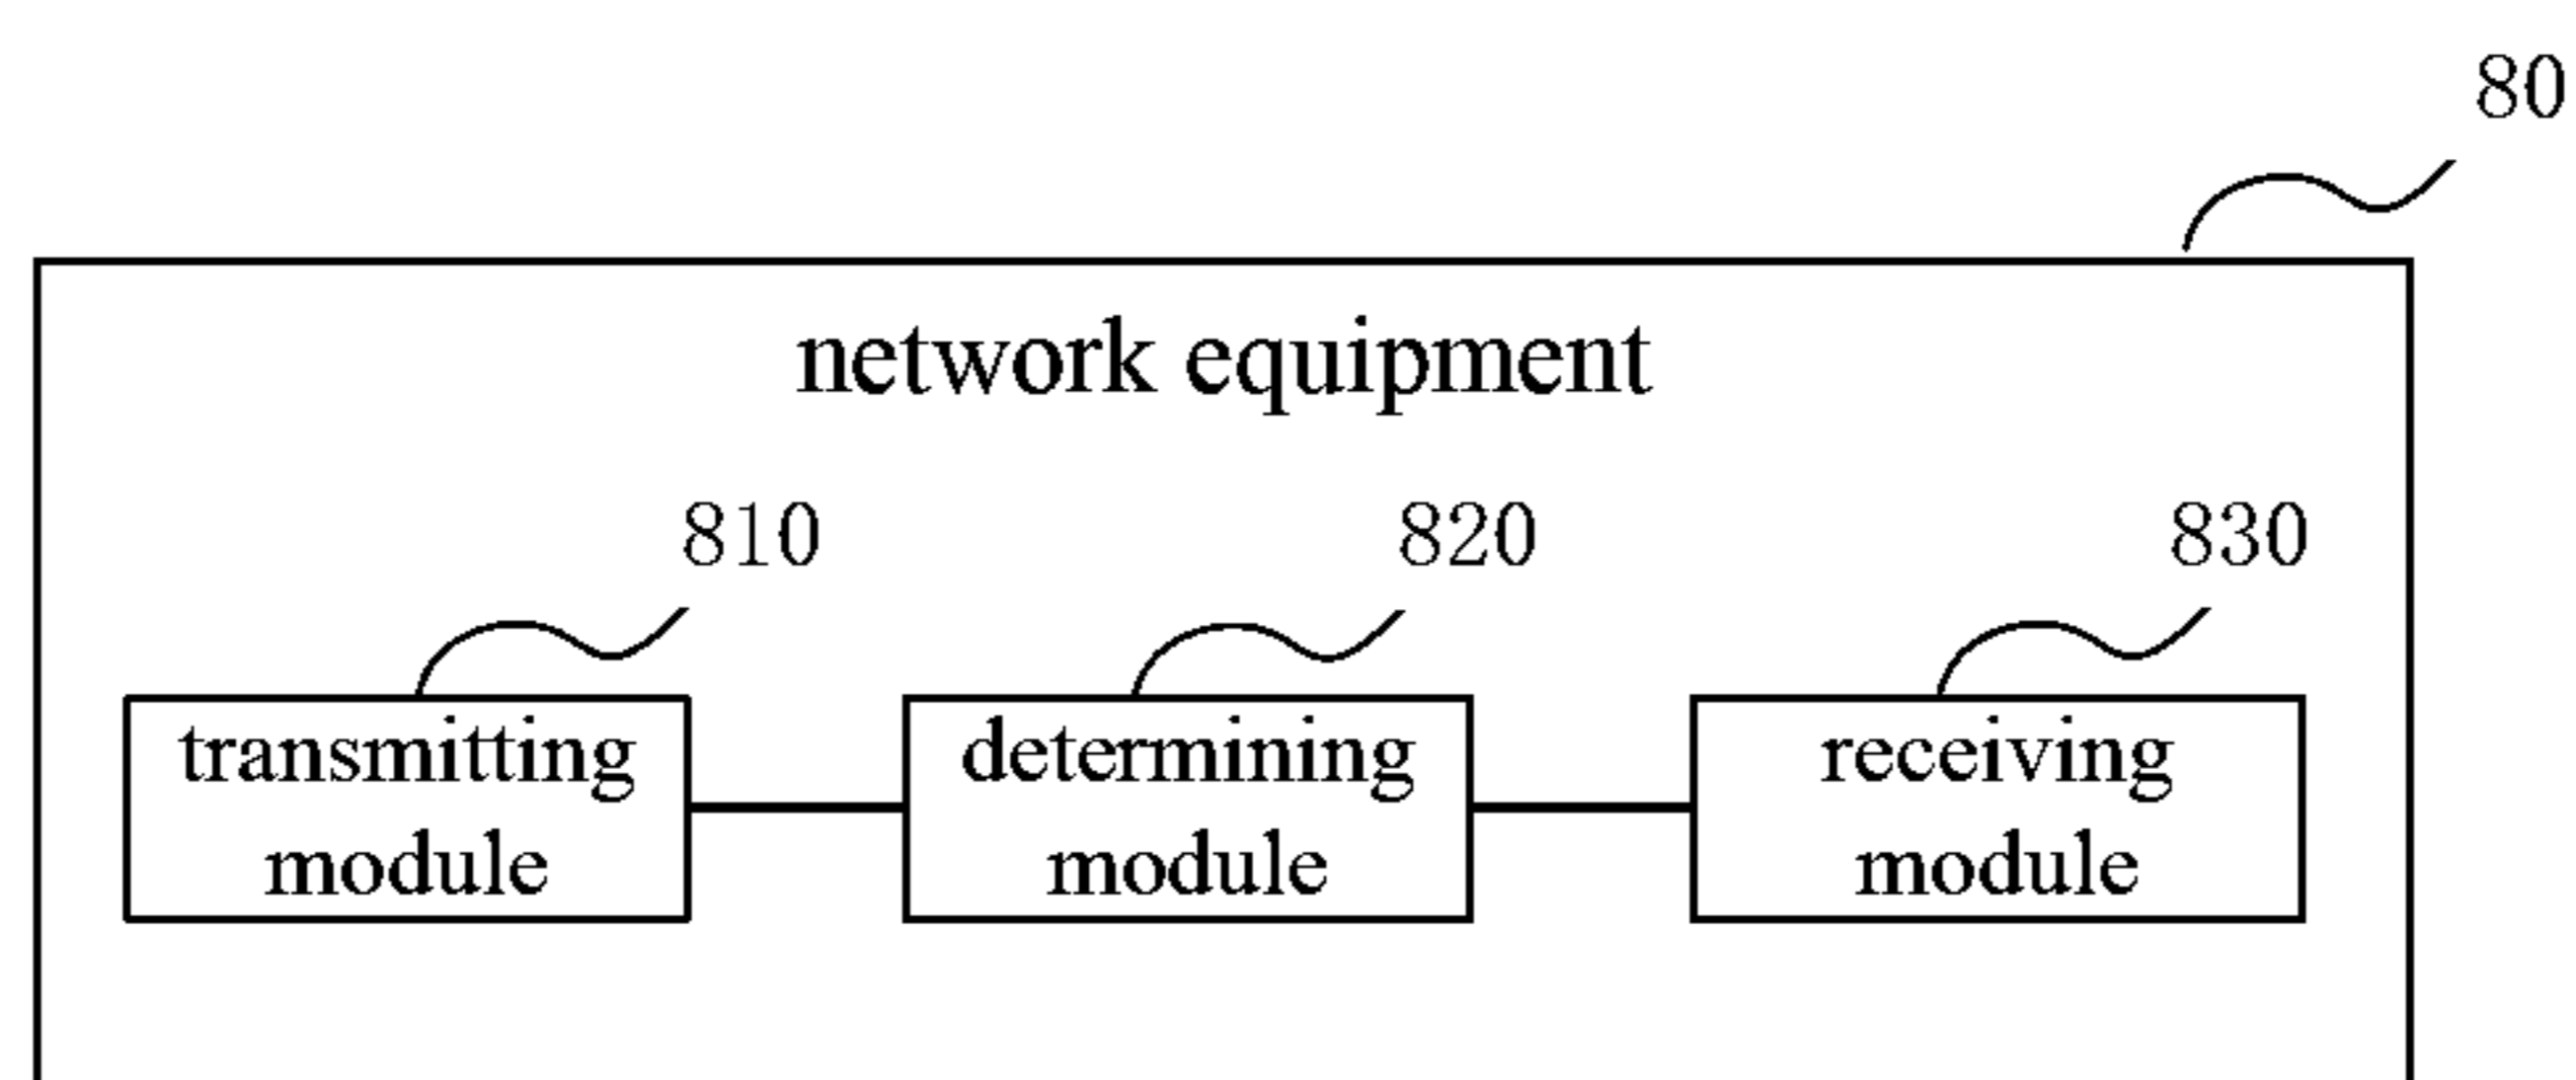 80
network equipment
810
820
830
transmitting
module
determining
module
receiving
module